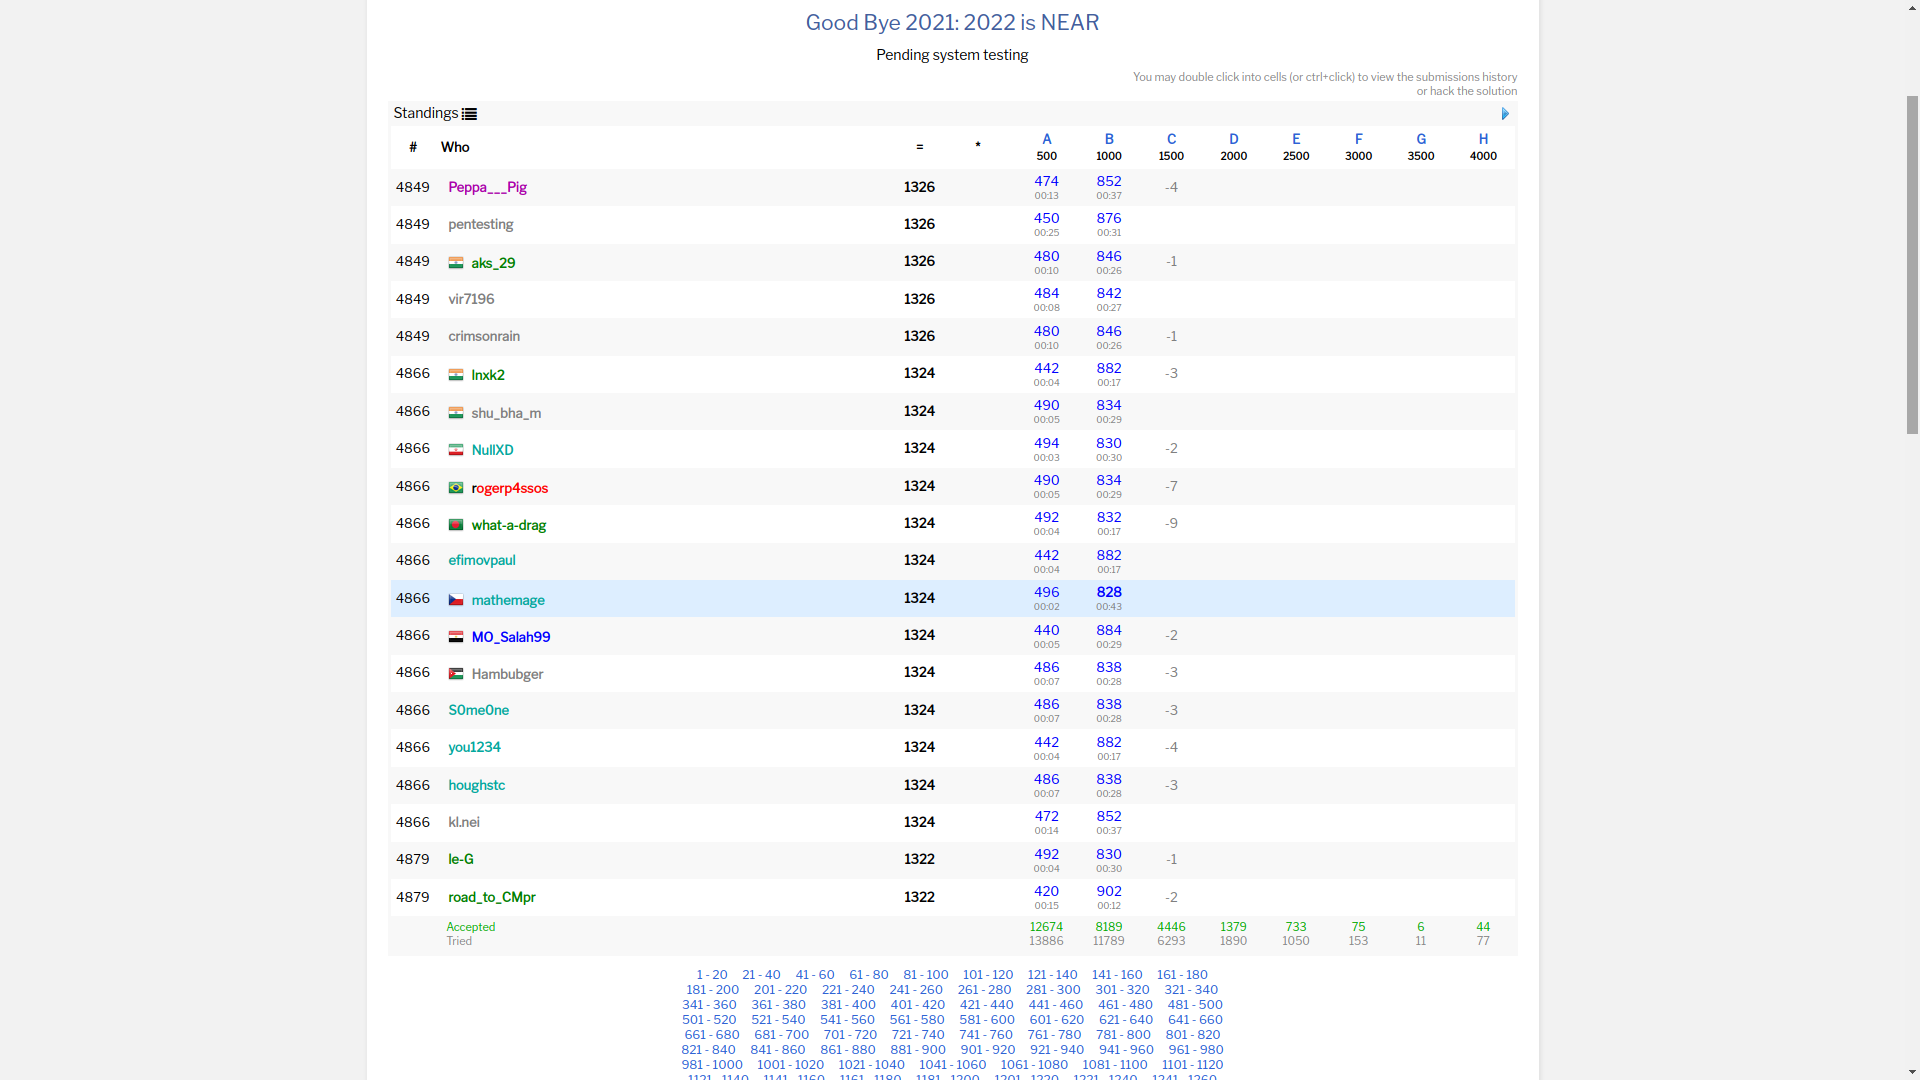 Good Bye 2021: 2022 is NEAR
Pending system testing
You may double click into cells (or ctrl+click) to view the submissions history
or hack the solution
Standings
# Who = * A 500 B 1000 C 1500 D 2000 E 2500 F 3000 G 3500 H 4000
4849 Peppa___Pig 1326 474 00:13 852 00:37 -4
4849 pentesting 1326 450 00:25 876 00:31
4849 aks_29 1326 480 00:10 846 00:26 -1
4849 vir7196 1326 484 00:08 842 00:27
4849 crimsonrain 1326 480 00:10 846 00:26 -1
4866 lnxk2 1324 442 00:04 882 00:17 -3
4866 shu_bha_m 1324 490 00:05 834 00:29
4866 NullXD 1324 494 00:03 830 00:30 -2
4866 rogerp4ssos 1324 490 00:05 834 00:29 -7
4866 what-a-drag 1324 492 00:04 832 00:17 -9
4866 efimovpaul 1324 442 00:04 882 00:17
4866 mathemage 1324 496 00:02 828 00:43
4866 MO_Salah99 1324 440 00:05 884 00:29 -2
4866 Hambubger 1324 486 00:07 838 00:28 -3
4866 S0me0ne 1324 486 00:07 838 00:28 -3
4866 you1234 1324 442 00:04 882 00:17 -4
4866 houghstc 1324 486 00:07 838 00:28 -3
4866 kl.nei 1324 472 00:14 852 00:37
4879 le-G 1322 492 00:04 830 00:30 -1
4879 road_to_CMpr 1322 420 00:15 902 00:12 -2
Accepted 12674 8189 4446 1379 733 75 6 44
Tried 13886 11789 6293 1890 1050 153 11 77
1 - 20 21 - 40 41 - 60 61 - 80 81 - 100 101 - 120 121 - 140 141 - 160 161 - 180
181 - 200 201 - 220 221 - 240 241 - 260 261 - 280 281 - 300 301 - 320 321 - 340
341 - 360 361 - 380 381 - 400 401 - 420 421 - 440 441 - 460 461 - 480 481 - 500
501 - 520 521 - 540 541 - 560 561 - 580 581 - 600 601 - 620 621 - 640 641 - 660
661 - 680 681 - 700 701 - 720 721 - 740 741 - 760 761 - 780 781 - 800 801 - 820
821 - 840 841 - 860 861 - 880 881 - 900 901 - 920 921 - 940 941 - 960 961 - 980
981 - 1000 1001 - 1020 1021 - 1040 1041 - 1060 1061 - 1080 1081 - 1100 1101 - 1120
1121 - 1140 1141 - 1160 1161 - 1180 1181 - 1200 1201 - 1220 1221 - 1240 1241 - 1260